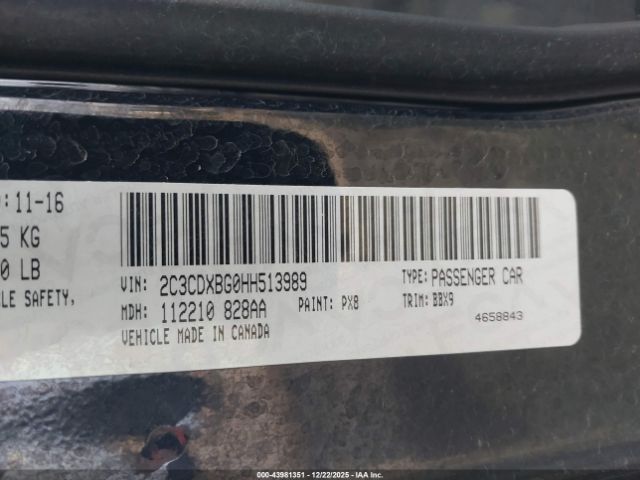 : 11-16
5 KG
0 LB
LE SAFETY,
VIN: 2C3CDXBG0HH513989
TYPE: PASSENGER CAR
MDH: 112210 828AA
PAINT: PX8
TRIM: BBX9
VEHICLE MADE IN CANADA
4658843
000-43981351 | 12/22/2025 | © IAA Inc.